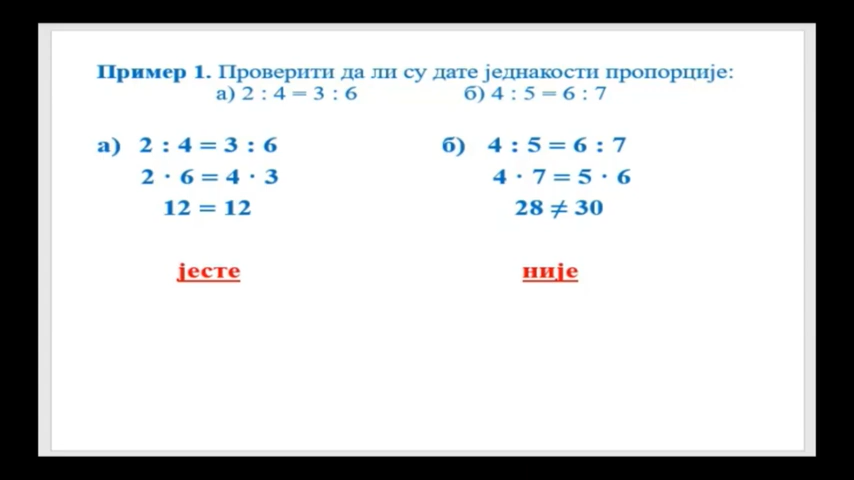 Пример 1. Проверити да ли су дате једнакости пропорције:
а) 2 : 4 = 3 : 6 б) 4 : 5 = 6 : 7
а) 2 : 4 = 3 : 6
2 · 6 = 4 · 3
12 = 12
јесте
б) 4 : 5 = 6 : 7
4 · 7 = 5 · 6
28 ≠ 30
није